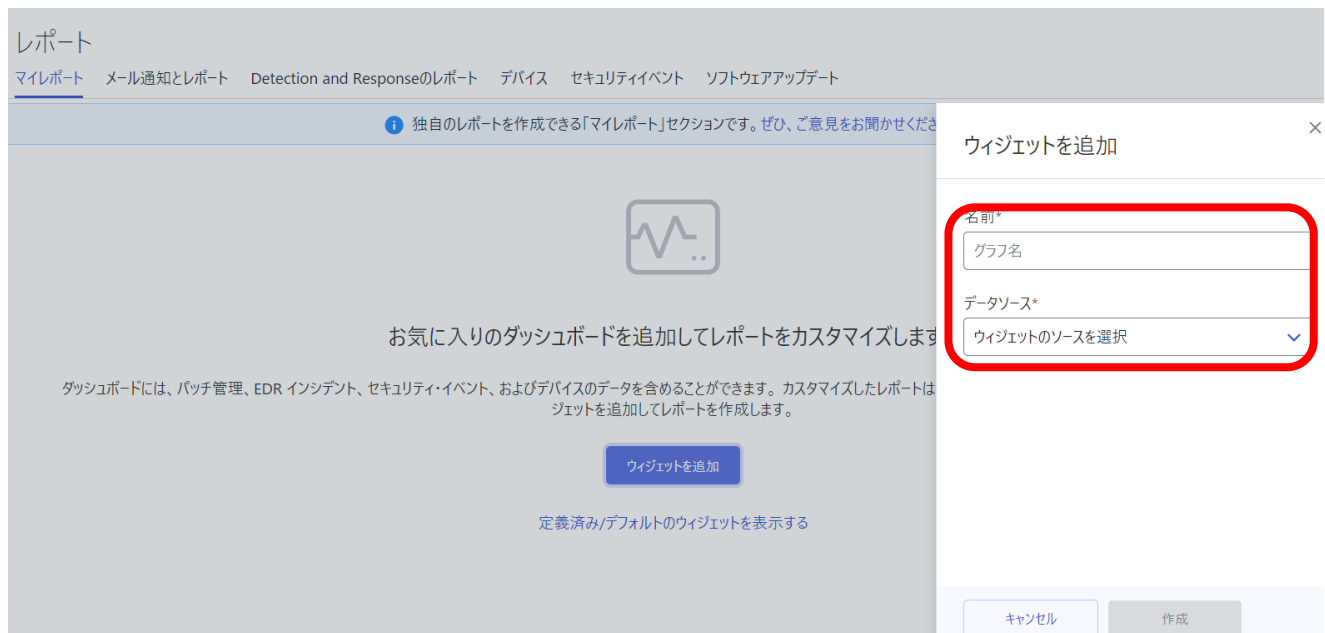 レポート
マイレポート メール通知とレポート Detection and Responseのレポート デバイス セキュリティイベント ソフトウェアアップデート
独自のレポートを作成できる「マイレポート」セクションです。ぜひ、ご意見をお聞かせくださ
お気に入りのダッシュボードを追加してレポートをカスタマイズします
ダッシュボードには、パッチ管理、EDR インシデント、セキュリティ・イベント、およびデバイスのデータを含めることができます。カスタマイズしたレポートは
ジェットを追加してレポートを作成します。
ウィジェットを追加
定義済み/デフォルトのウィジェットを表示する
ウィジェットを追加
名前*
グラフ名
データソース*
ウィジェットのソースを選択
キャンセル 作成